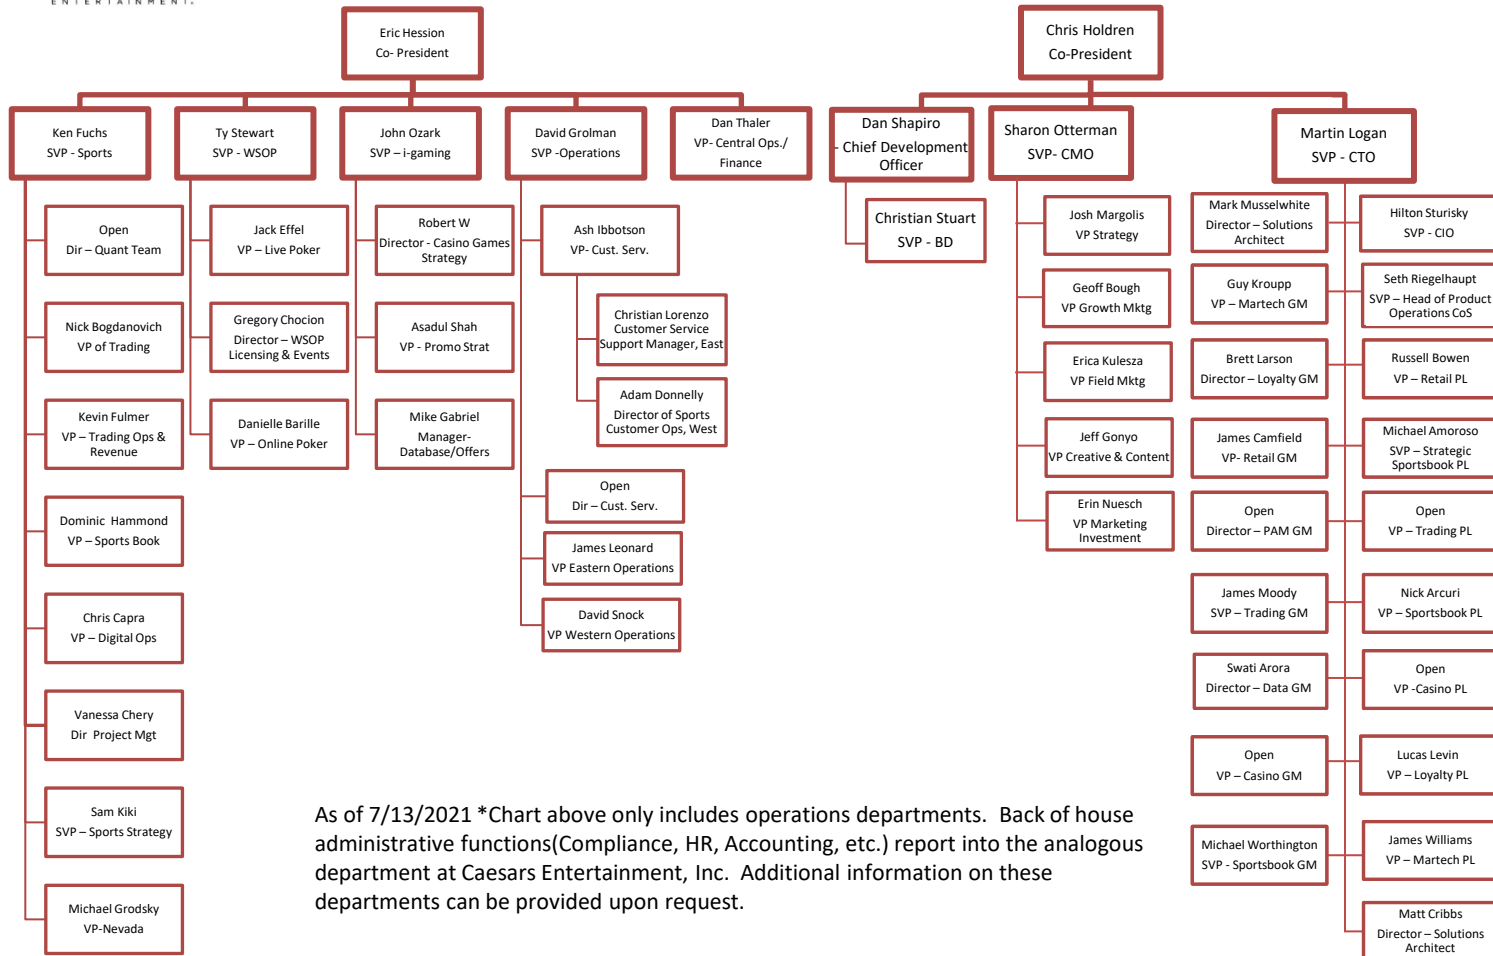 ENTERTAINMENT®
Eric Hession
Co- President
Chris Holdren
Co-President
Ken Fuchs
SVP - Sports
Ty Stewart
SVP - WSOP
John Ozark
SVP – i-gaming
David Grolman
SVP -Operations
Dan Thaler
VP- Central Ops./
Finance
Dan Shapiro
- Chief Development
Officer
Sharon Otterman
SVP- CMO
Martin Logan
SVP - CTO
Open
Dir – Quant Team
Nick Bogdanovich
VP of Trading
Kevin Fulmer
VP – Trading Ops &
Revenue
Dominic  Hammond
VP – Sports Book
Chris Capra
VP – Digital Ops
Vanessa Chery
Dir  Project Mgt
Sam Kiki
SVP – Sports Strategy
Michael Grodsky
VP-Nevada
Jack Effel
VP – Live Poker
Gregory Chocion
Director – WSOP
Licensing & Events
Danielle Barille
VP – Online Poker
Robert W
Director - Casino Games
Strategy
Asadul Shah
VP - Promo Strat
Mike Gabriel
Manager-
Database/Offers
Ash Ibbotson
VP- Cust. Serv.
Christian Lorenzo
Customer Service
Support Manager, East
Adam Donnelly
Director of Sports
Customer Ops, West
Open
Dir – Cust. Serv.
James Leonard
VP Eastern Operations
David Snock
VP Western Operations
Christian Stuart
SVP - BD
Josh Margolis
VP Strategy
Geoff Bough
VP Growth Mktg
Erica Kulesza
VP Field Mktg
Jeff Gonyo
VP Creative & Content
Erin Nuesch
VP Marketing
Investment
Mark Musselwhite
Director – Solutions
Architect
Hilton Sturisky
SVP - CIO
Guy Kroupp
VP – Martech GM
Seth Riegelhaupt
SVP – Head of Product
Operations CoS
Brett Larson
Director – Loyalty GM
Russell Bowen
VP – Retail PL
James Camfield
VP- Retail GM
Michael Amoroso
SVP – Strategic
Sportsbook PL
Open
Director – PAM GM
Open
VP – Trading PL
James Moody
SVP – Trading GM
Nick Arcuri
VP – Sportsbook PL
Swati Arora
Director – Data GM
Open
VP -Casino PL
Open
VP – Casino GM
Lucas Levin
VP – Loyalty PL
Michael Worthington
SVP - Sportsbook GM
James Williams
VP – Martech PL
Matt Cribbs
Director – Solutions
Architect
As of 7/13/2021 *Chart above only includes operations departments.  Back of house
administrative functions(Compliance, HR, Accounting, etc.) report into the analogous
department at Caesars Entertainment, Inc.  Additional information on these
departments can be provided upon request.